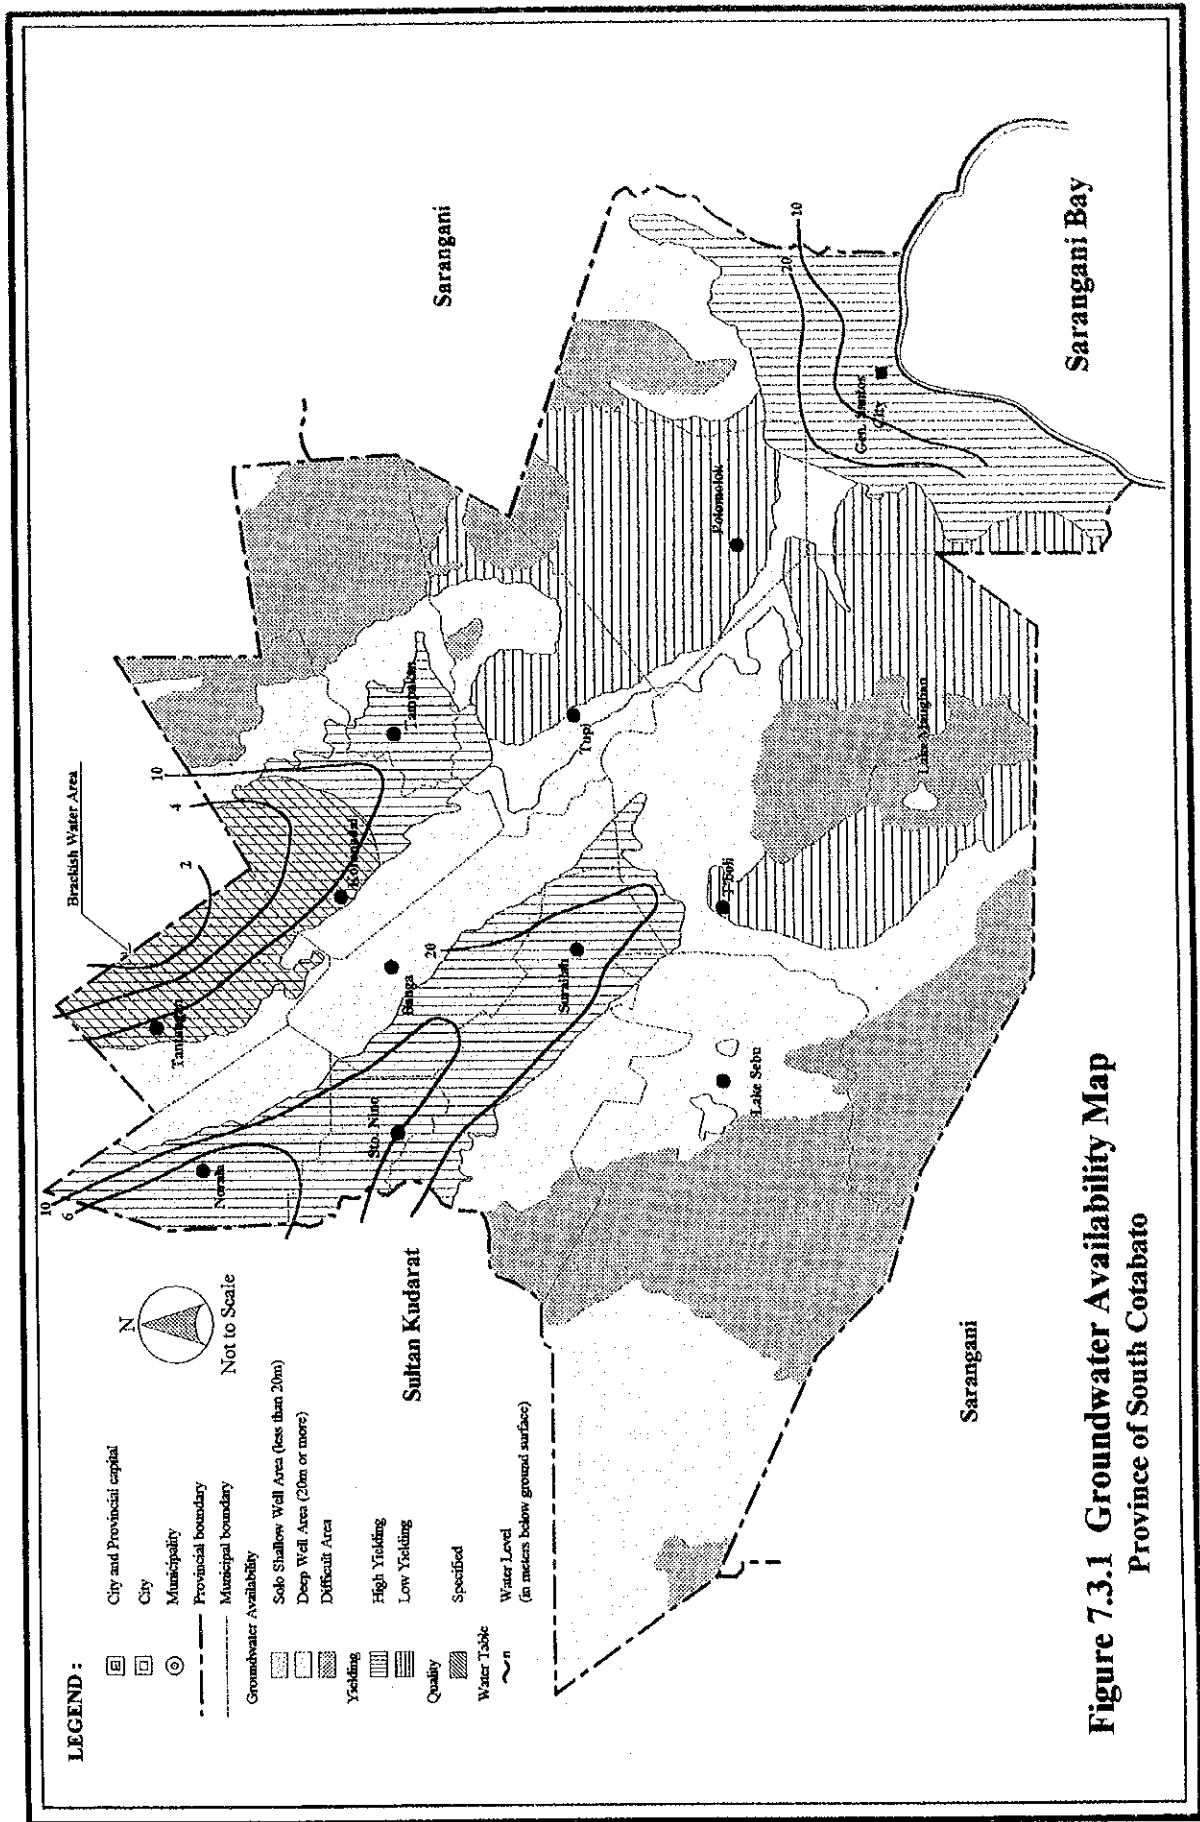 LEGEND :
City and Provincial capital
City
Municipality
Provincial boundary
Municipal boundary
Groundwater Availability
Solo Shallow Well Area (less than 20m)
Deep Well Area (20m or more)
Difficult Area
Yielding
High Yielding
Low Yielding
Quality
Specified
Water Table
n
Water Level
(in meters below ground surface)
N
Not to Scale
Sultan Kudarat
Sarangani
Sarangani
Sarangani Bay
Brackish Water Area
10
6
2
4
10
20
20
10
Norala
Sto. Nino
Tantangan
Banga
Surallah
Koronadal
Tampakan
Tupi
T'boli
Lake Sebu
Polomolok
Gen. Santos
City
Figure 7.3.1 Groundwater Availability Map
Province of South Cotabato